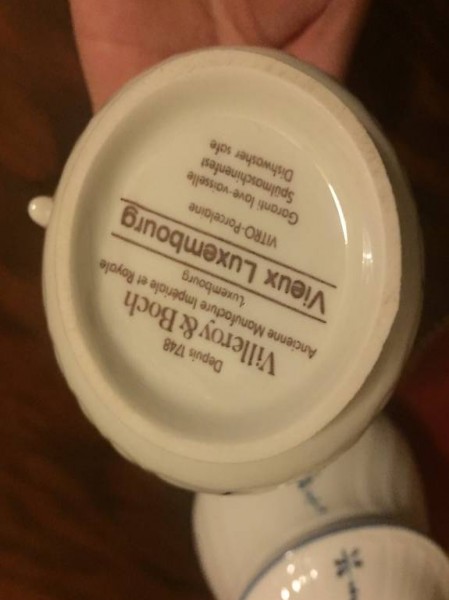 Depuis 1748
Villeroy & Boch
Ancienne Manufacture Impériale et Royale
Luxembourg
Vieux Luxembourg
VITRO-Porcelaine
Garanti lave-vaisselle
Spülmaschinenfest
Dishwasher safe